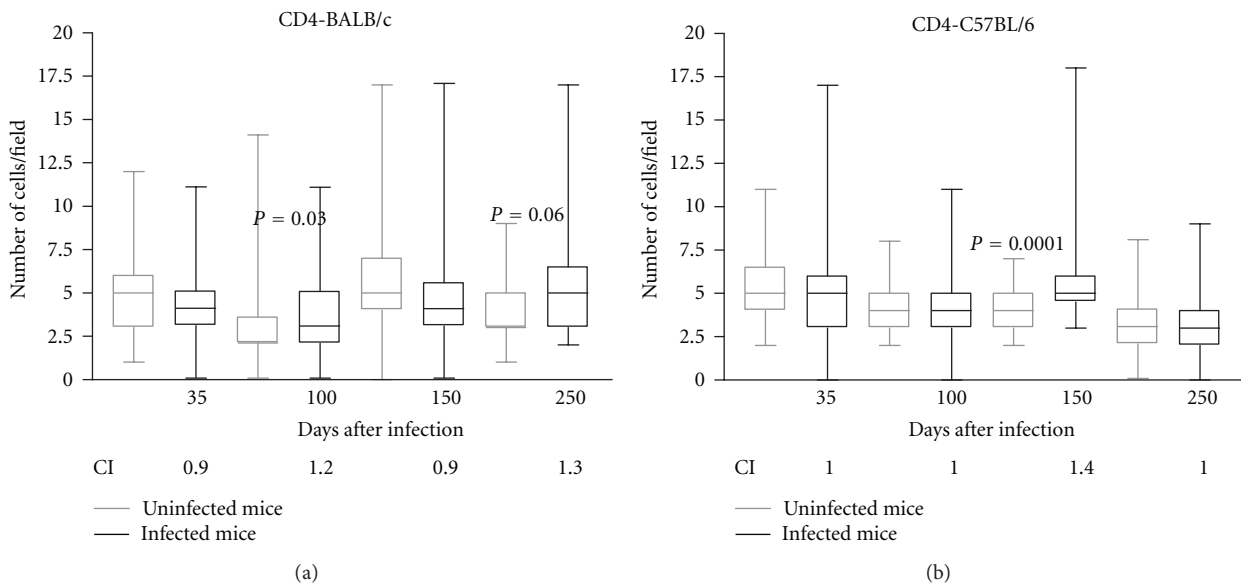 CD4-BALB/c
20
17.5
15
12.5
10
7.5
5
2.5
0
Number of cells/field
P = 0.03
P = 0.06
35 100 150 250
Days after infection
CI 0.9 1.2 0.9 1.3
Uninfected mice
Infected mice
(a)
CD4-C57BL/6
20
17.5
15
12.5
10
7.5
5
2.5
0
Number of cells/field
P = 0.0001
35 100 150 250
Days after infection
CI 1 1 1.4 1
Uninfected mice
Infected mice
(b)